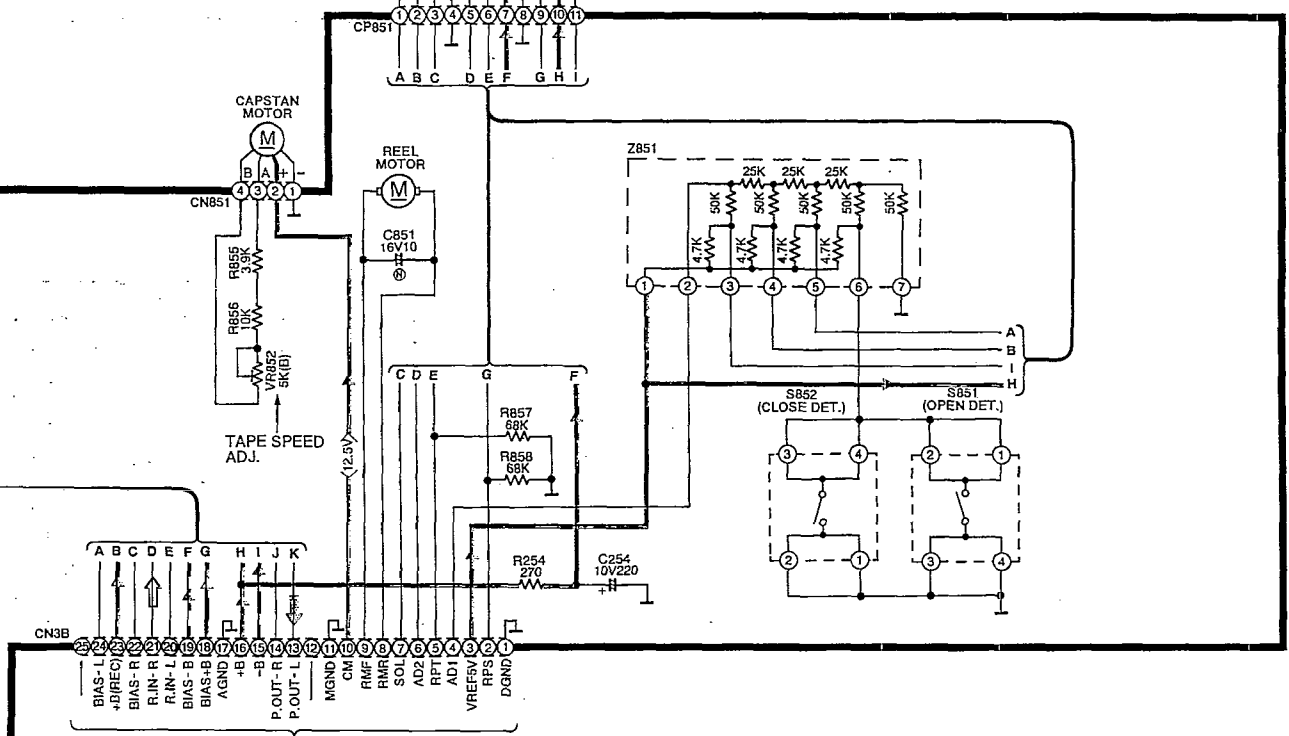 CP851
1 2 3 4 5 6 7 8 9 10 11
A B C D E F G H I
CAPSTAN
MOTOR
M
B A + -
4 3 2 1
CN851
REEL
MOTOR
M
C851
16V10
N
R855
3.9K
R856
10K
VR852
5K(B)
TAPE SPEED
ADJ.
12.5V
Z851
25K 25K 25K
50K 50K 50K 50K 50K
4.7K 4.7K 4.7K 4.7K
1 2 3 4 5 6 7
A
B
I
H
C D E G F
R857
68K
R858
68K
S852
(CLOSE DET.)
S851
(OPEN DET.)
3 4 2 1
2 1 3 4
A B C D E F G H I J K
R254
270
C254
10V220
+
CN3B
25 24 23 22 21 20 19 18 17 16 15 14 13 12 11 10 9 8 7 6 5 4 3 2 1
BIAS-L
+B(REC)
BIAS-R
R.IN-R
R.IN-L
BIAS-B
BIAS+B
AGND
+B
-B
P.OUT-R
P.OUT-L
MGND
CM
RMF
RMR
SOL
AD2
RPT
AD1
VREF5V
RPS
DGND